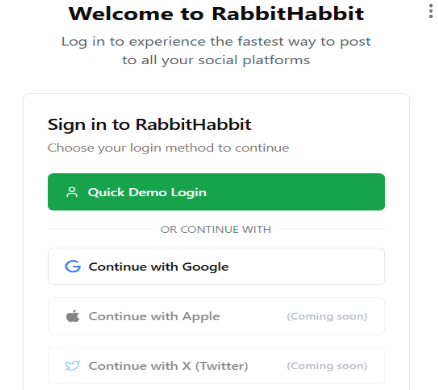 Welcome to RabbitHabbit
Log in to experience the fastest way to post
to all your social platforms
Sign in to RabbitHabbit
Choose your login method to continue
Quick Demo Login
OR CONTINUE WITH
Continue with Google
Continue with Apple (Coming soon)
Continue with X (Twitter) (Coming soon)